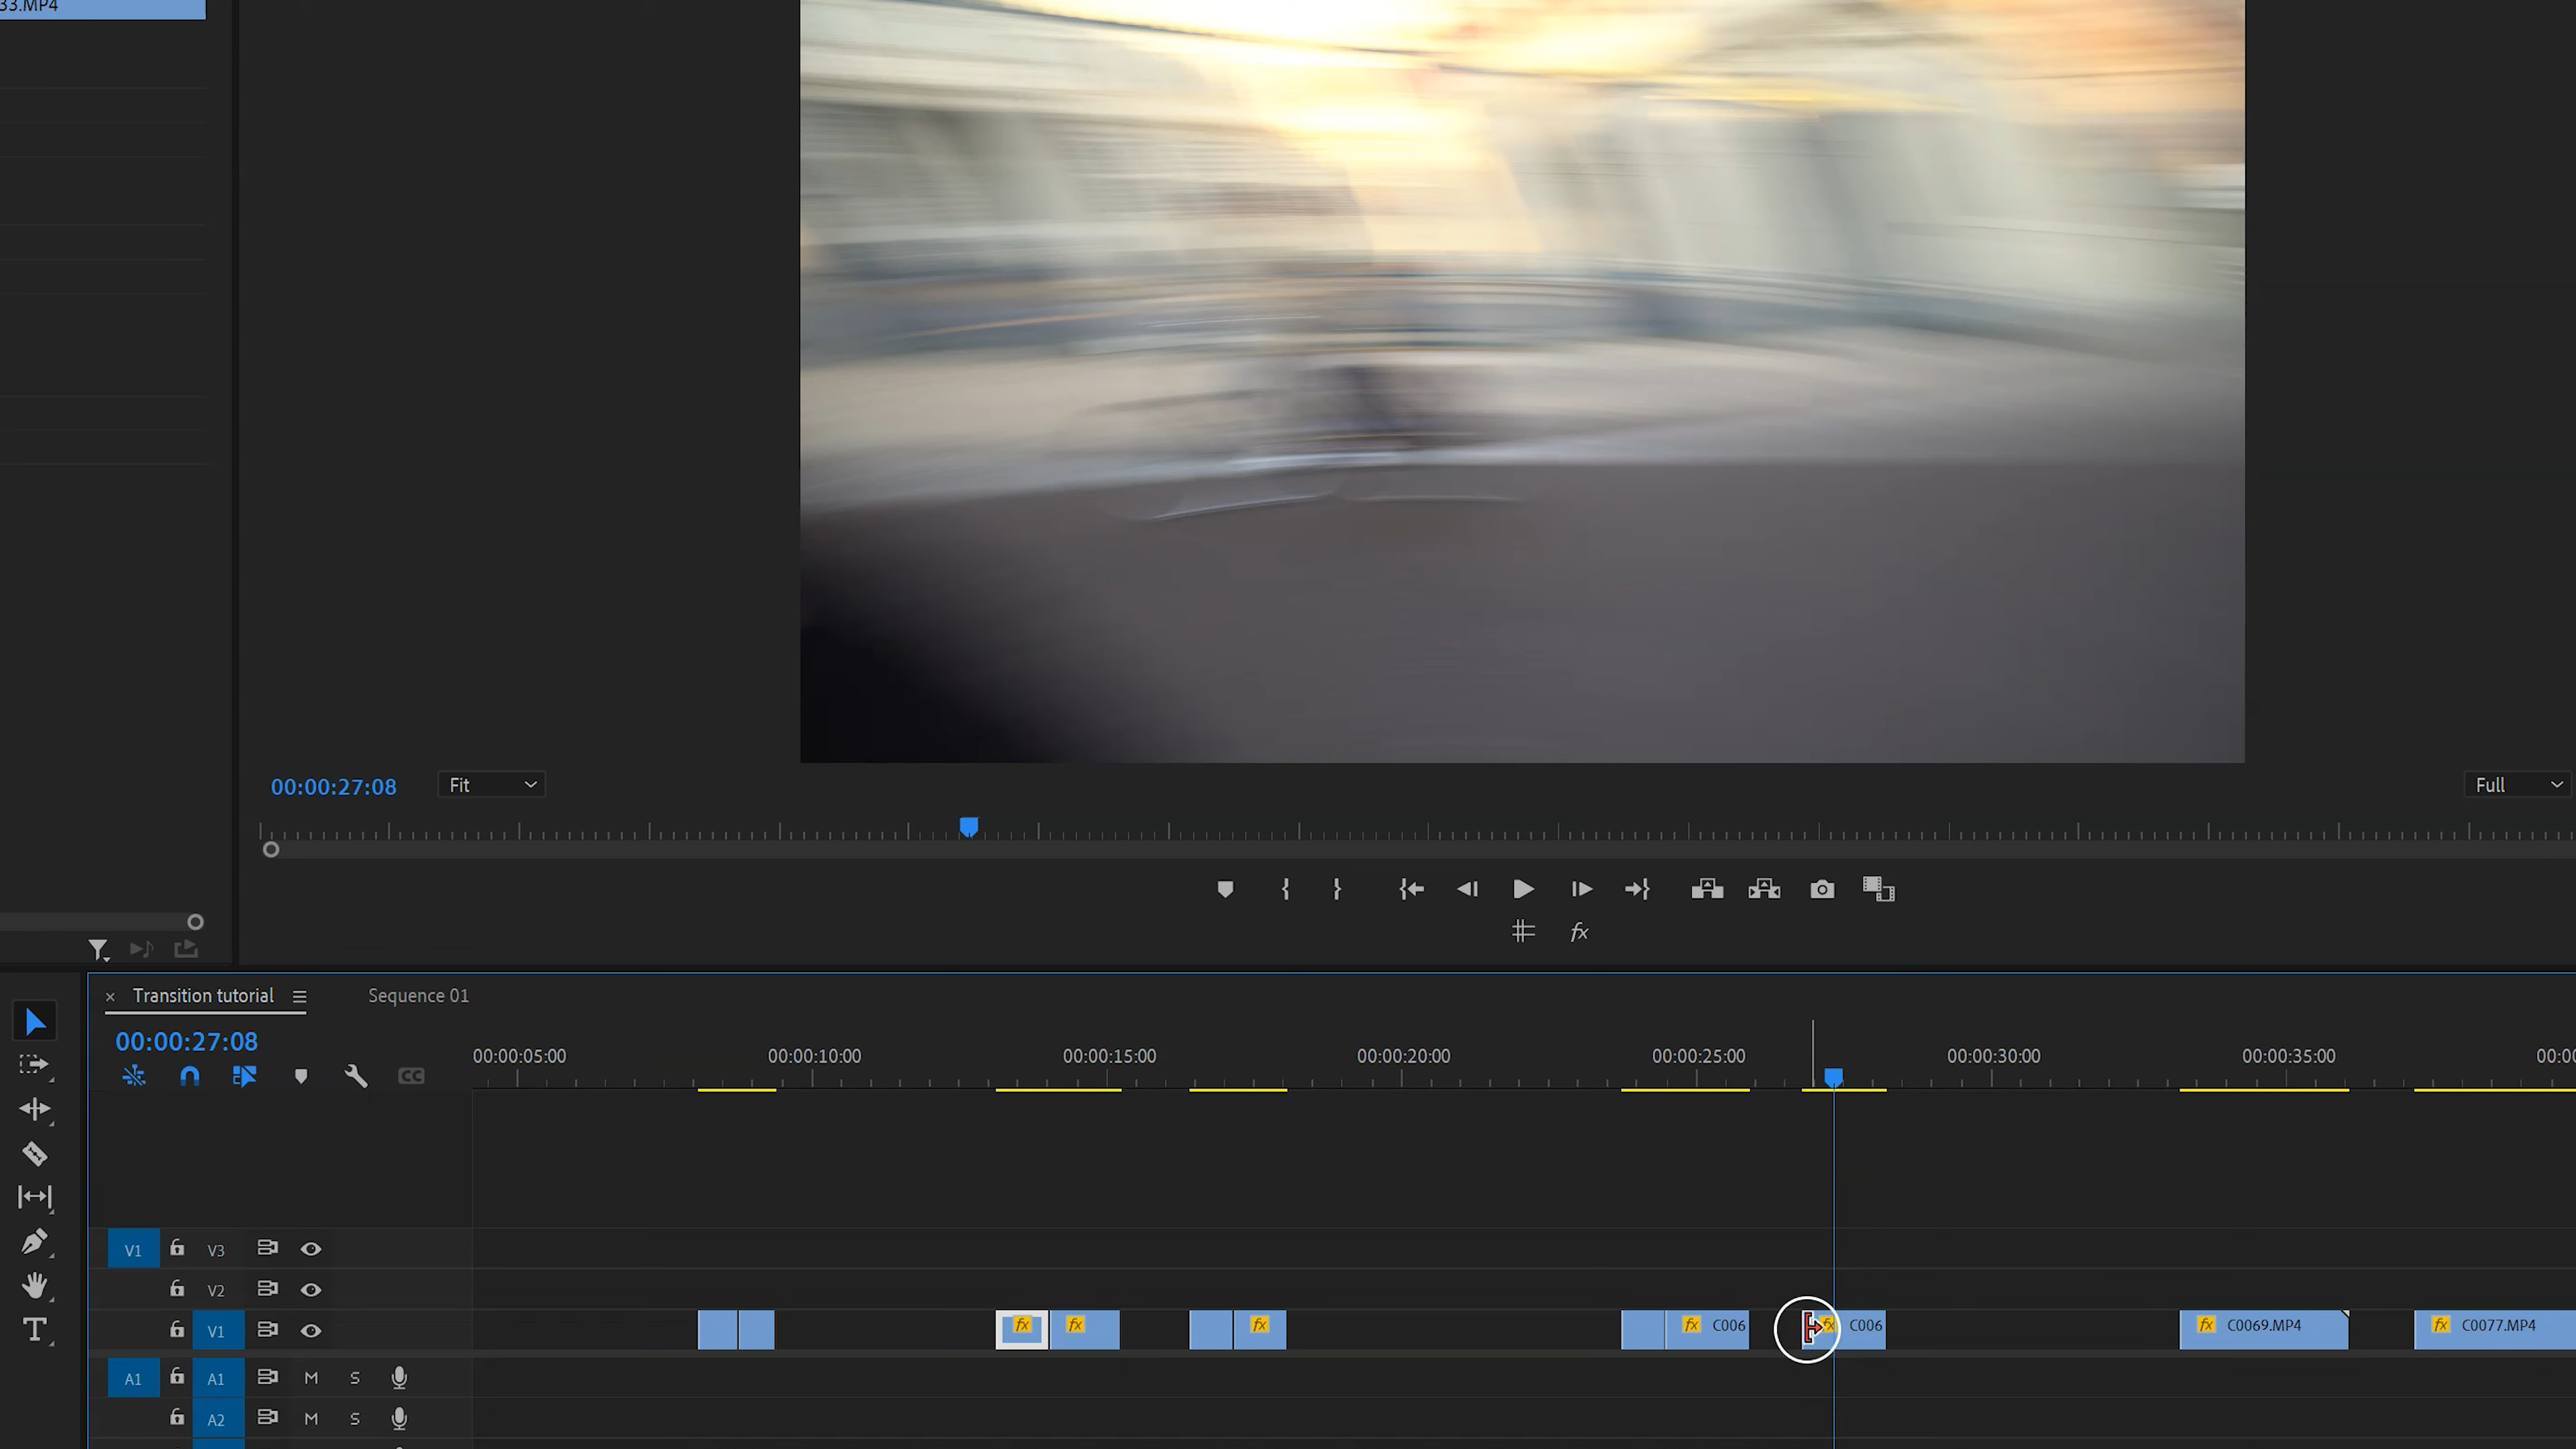 33.MP4
00:00:27:08
Fit
Full
fx
× Transition tutorial
Sequence 01
00:00:27:08
CC
00:00:05:00
00:00:10:00
00:00:15:00
00:00:20:00
00:00:25:00
00:00:30:00
00:00:35:00
00:00
V1 V3
V2
V1
fx
fx
fx
fx C006
fx C006
fx C0069.MP4
fx C0077.MP4
T
A1 A1 M S
A2 M S